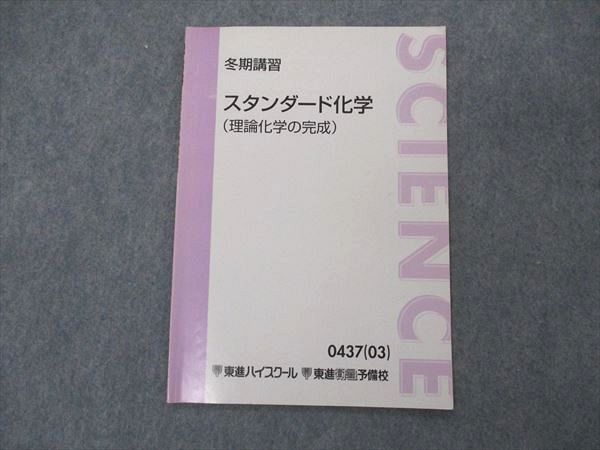 冬期講習
スタンダード化学
(理論化学の完成)
SCIENCE
0437(03)
東進ハイスクール 東進衛星予備校